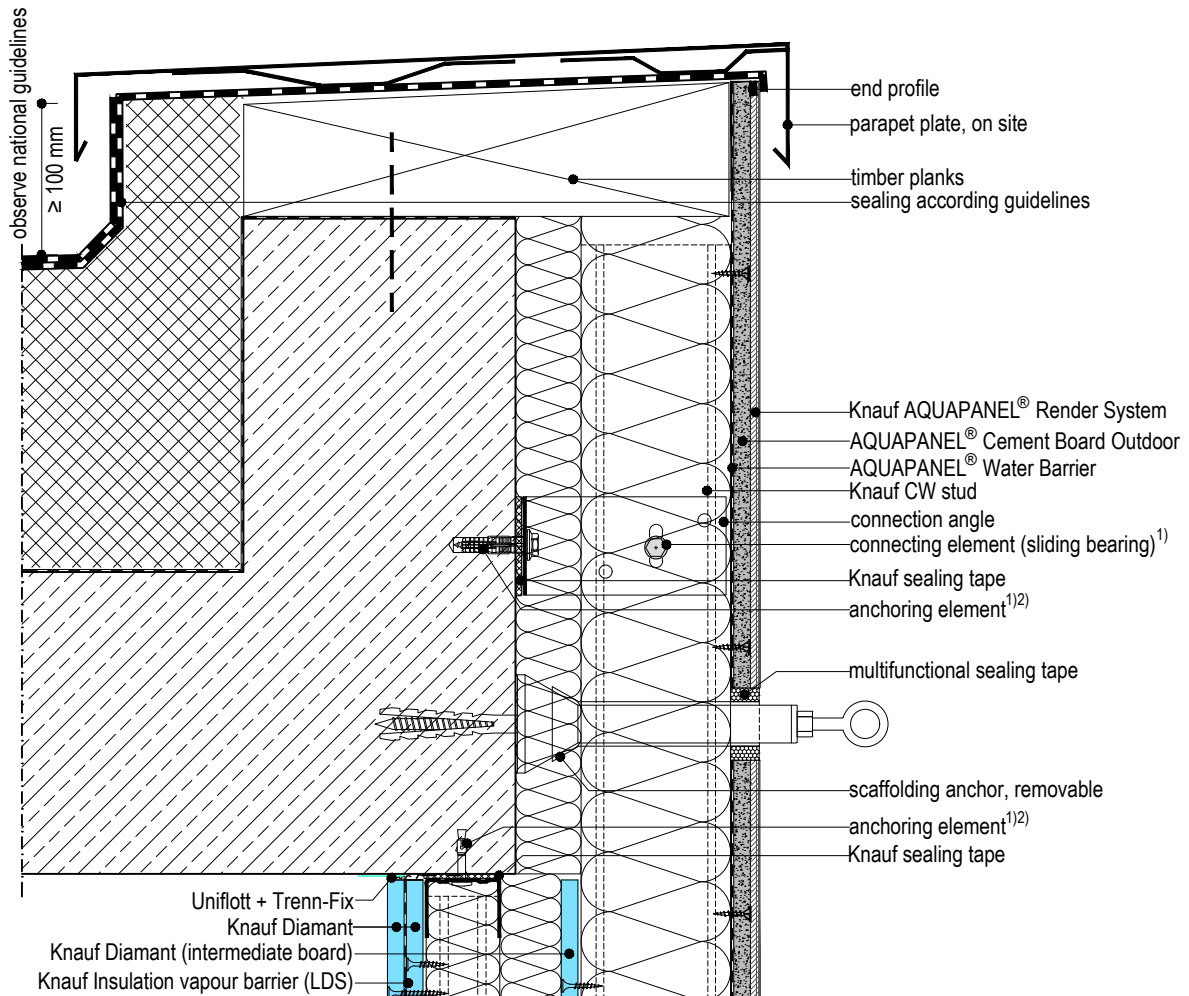 observe national guidelines
≥ 100 mm
end profile
parapet plate, on site
timber planks
sealing according guidelines
Knauf AQUAPANEL® Render System
AQUAPANEL® Cement Board Outdoor
AQUAPANEL® Water Barrier
Knauf CW stud
connection angle
connecting element (sliding bearing)1)
Knauf sealing tape
anchoring element1)2)
multifunctional sealing tape
scaffolding anchor, removable
anchoring element1)2)
Knauf sealing tape
Uniflott + Trenn-Fix
Knauf Diamant
Knauf Diamant (intermediate board)
Knauf Insulation vapour barrier (LDS)